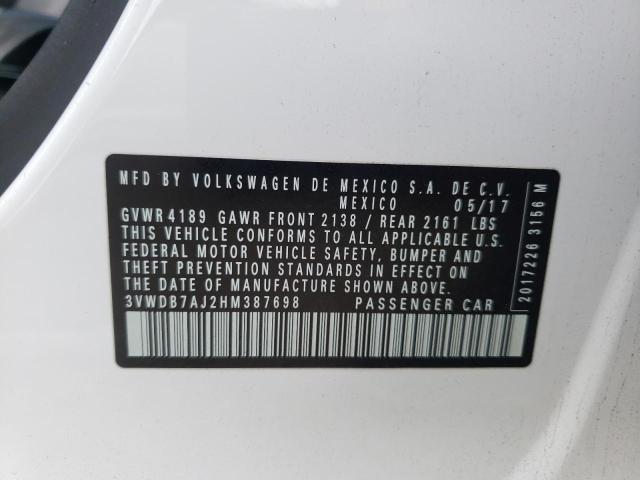 MFD BY VOLKSWAGEN DE MEXICO S.A. DE C.V.
MEXICO 05/17
GVWR 4189 GAWR FRONT 2138 / REAR 2161 LBS
THIS VEHICLE CONFORMS TO ALL APPLICABLE U.S.
FEDERAL MOTOR VEHICLE SAFETY, BUMPER AND
THEFT PREVENTION STANDARDS IN EFFECT ON
THE DATE OF MANUFACTURE SHOWN ABOVE.
3VWDB7AJ2HM387698 PASSENGER CAR
2017226 3156 M